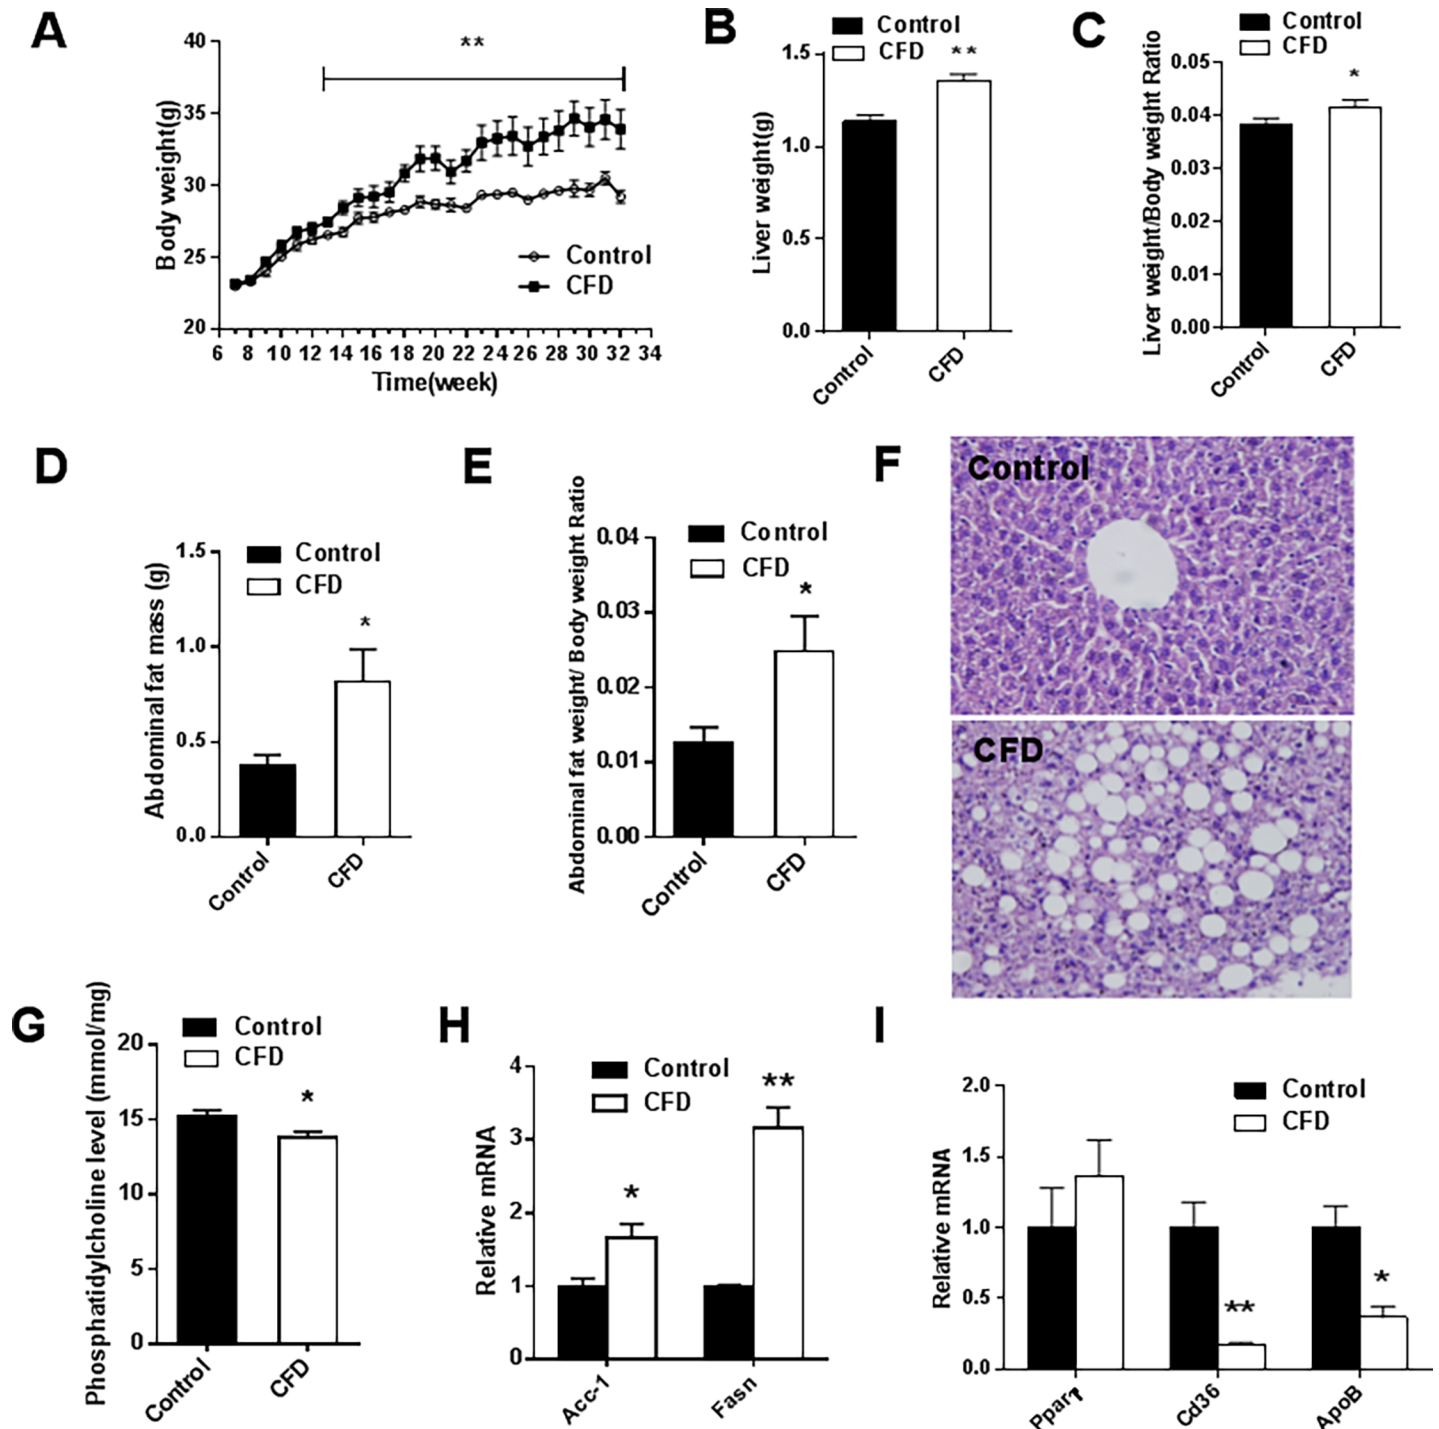 A
**
40
35
30
25
20
Body weight(g)
Control
CFD
6 8 10 12 14 16 18 20 22 24 26 28 30 32 34
Time(week)
B
Control
CFD
**
1.5
1.0
0.5
0.0
Liver weight(g)
Control
CFD
C
Control
CFD
*
0.05
0.04
0.03
0.02
0.01
0.00
Liver weight/Body weight Ratio
Control
CFD
D
Control
CFD
*
1.5
1.0
0.5
0.0
Abdominal fat mass (g)
Control
CFD
E
Control
CFD
*
0.04
0.03
0.02
0.01
0.00
Abdominal fat weight/ Body weight Ratio
Control
CFD
F
Control
CFD
G
Control
CFD
*
20
15
10
5
0
Phosphatidylcholine level (mmol/mg)
Control
CFD
H
Control
CFD
*
**
4
3
2
1
0
Relative mRNA
Acc-1
Fasn
I
Control
CFD
**
*
2.0
1.5
1.0
0.5
0.0
Relative mRNA
Pparγ
Cd36
ApoB